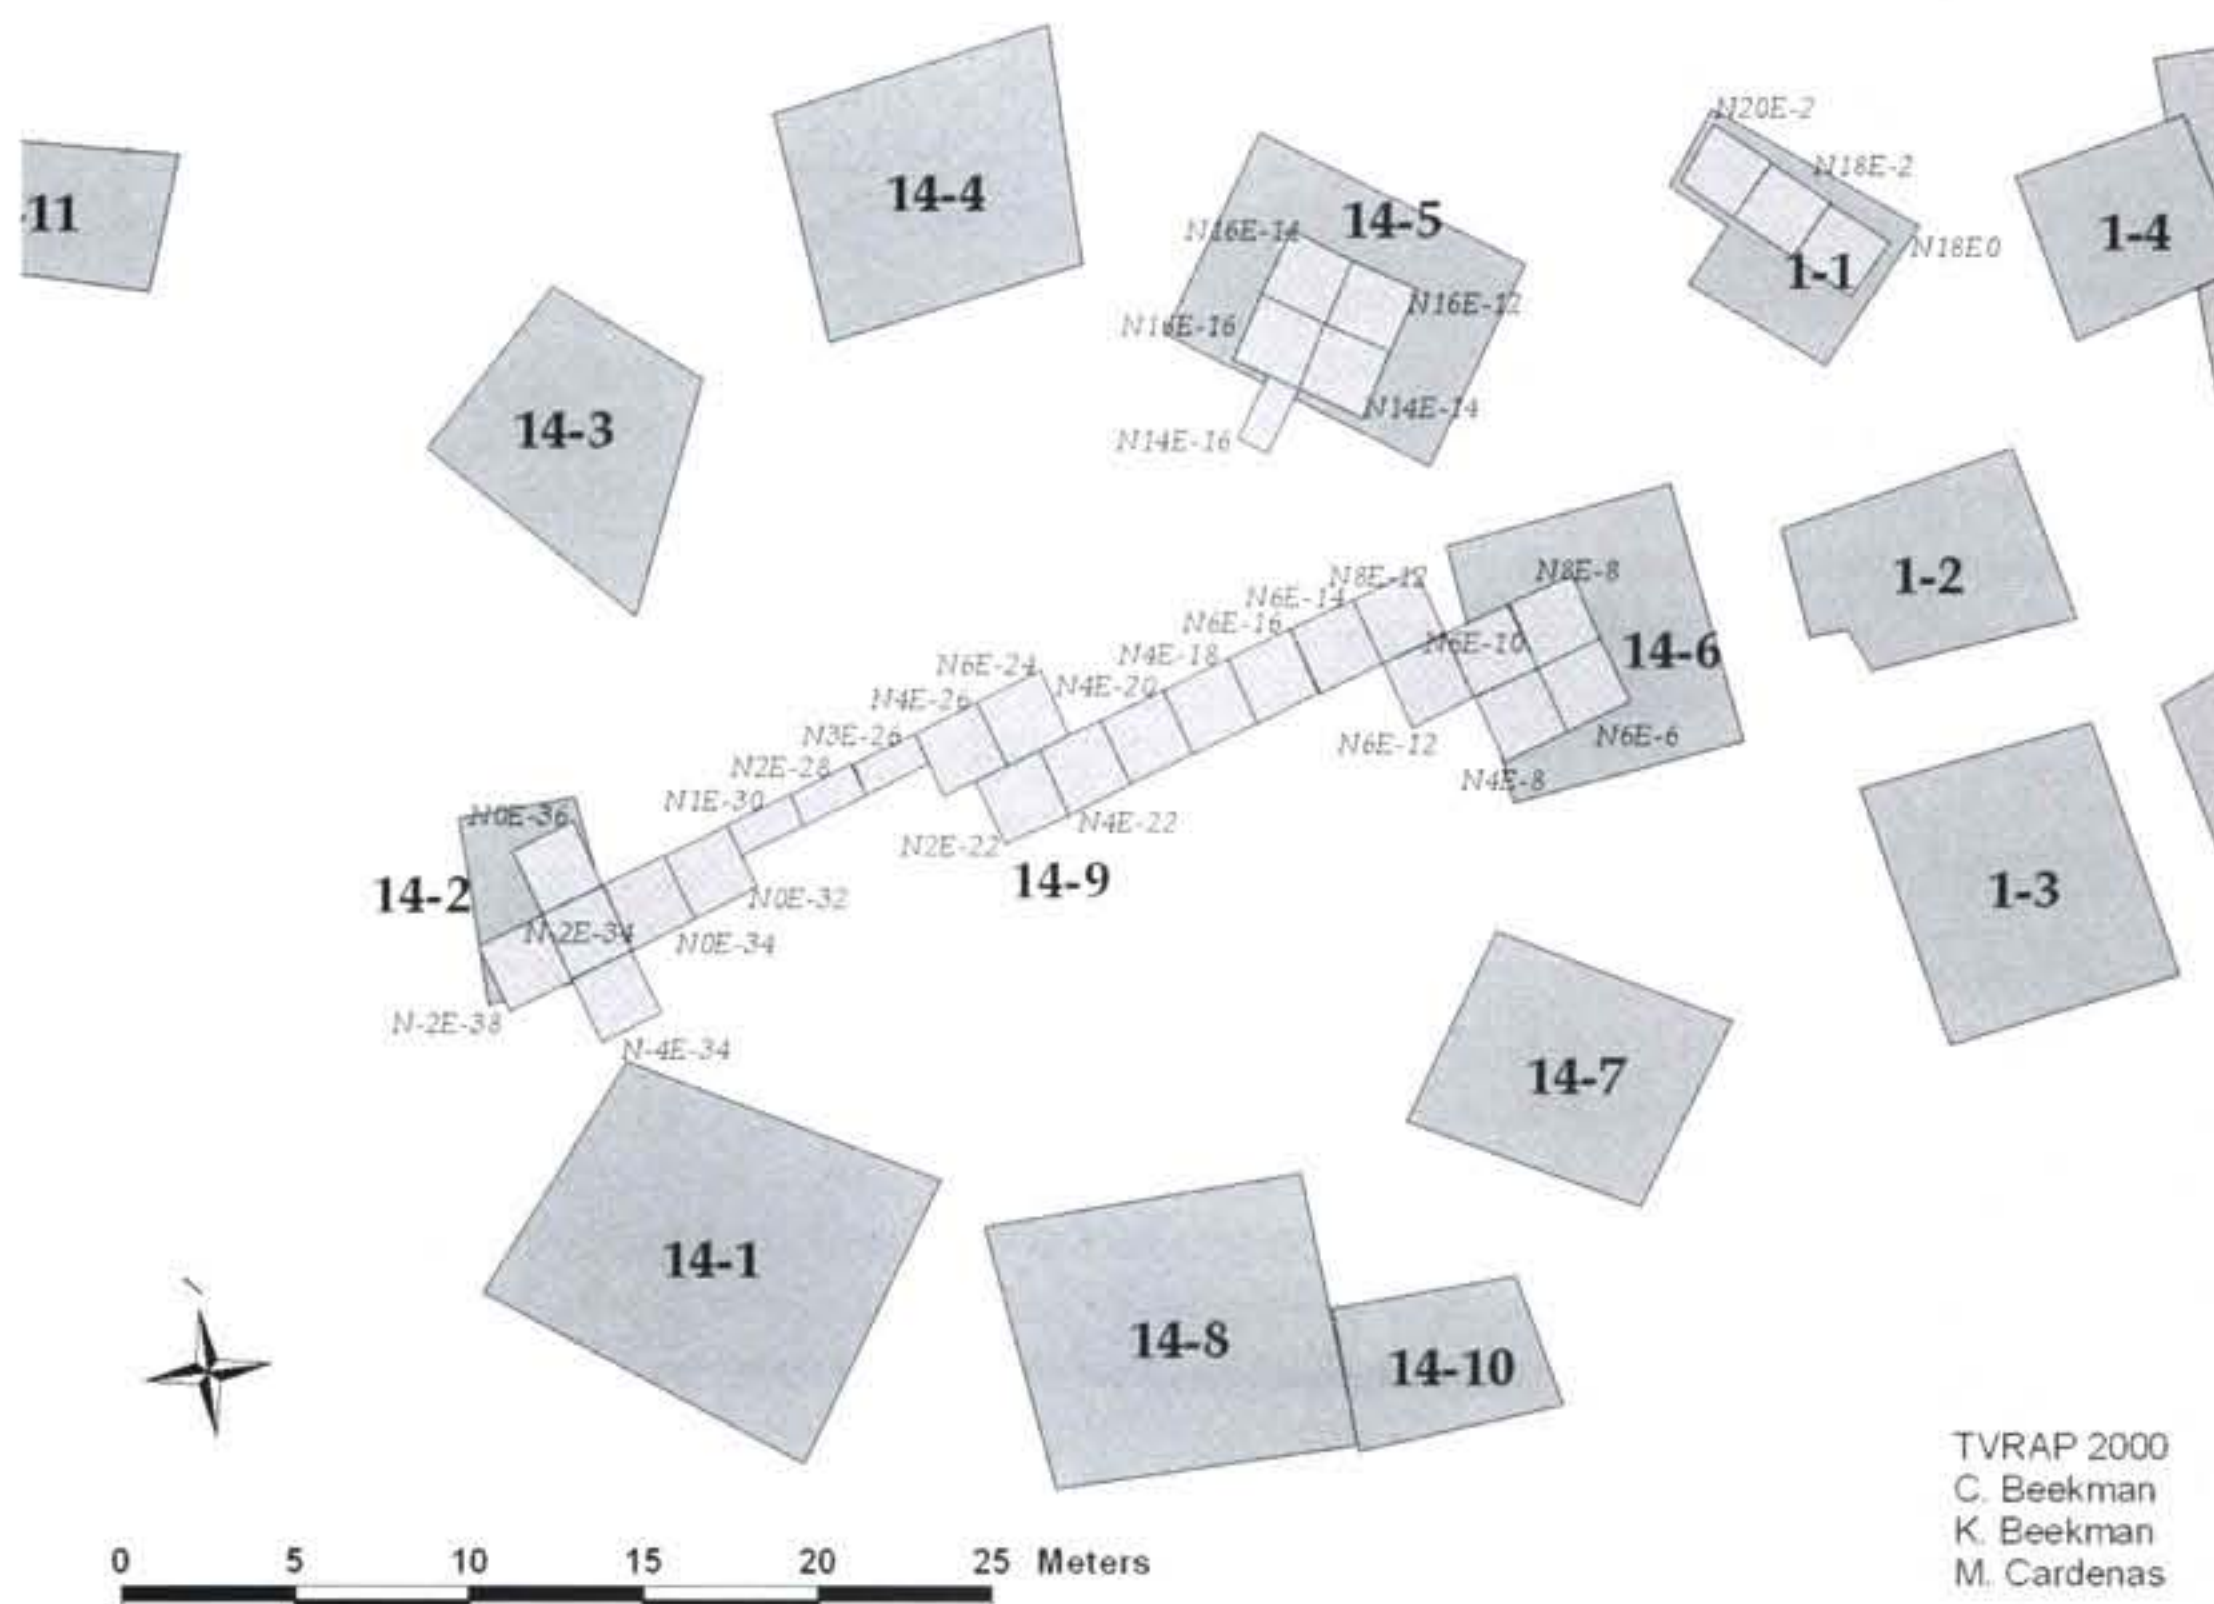 N20E-2
14-4
N18E-2
-11
14-5
N16E-14
1-4
N18E0
1-1
N16E-12
N16E-16
N14E-14
14-3
N14E-16
N8E-12
N8E-8
1-2
N6E-14
N6E-16
N6E-10
14-6
N4E-18
N6E-24
N4E-20
N4E-26
N3E-26
N6E-12
N6E-6
N2E-28
N4E-8
N1E-30
N0E-36
N4E-22
N2E-22
14-9
14-2
N0E-32
1-3
N-2E-34
N0E-34
N-2E-38
N-4E-34
14-7
14-1
14-8
14-10
TVRAP 2000
C. Beekman
K. Beekman
M. Cardenas
0 5 10 15 20 25 Meters